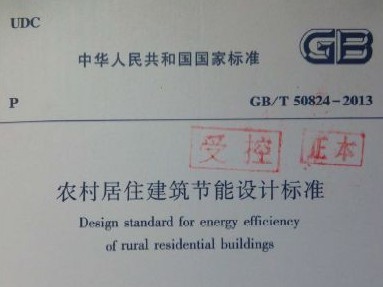 UDC
中华人民共和国国家标准
GB
P
GB/T 50824-2013
受控
正本
农村居住建筑节能设计标准
Design standard for energy efficiency
of rural residential buildings